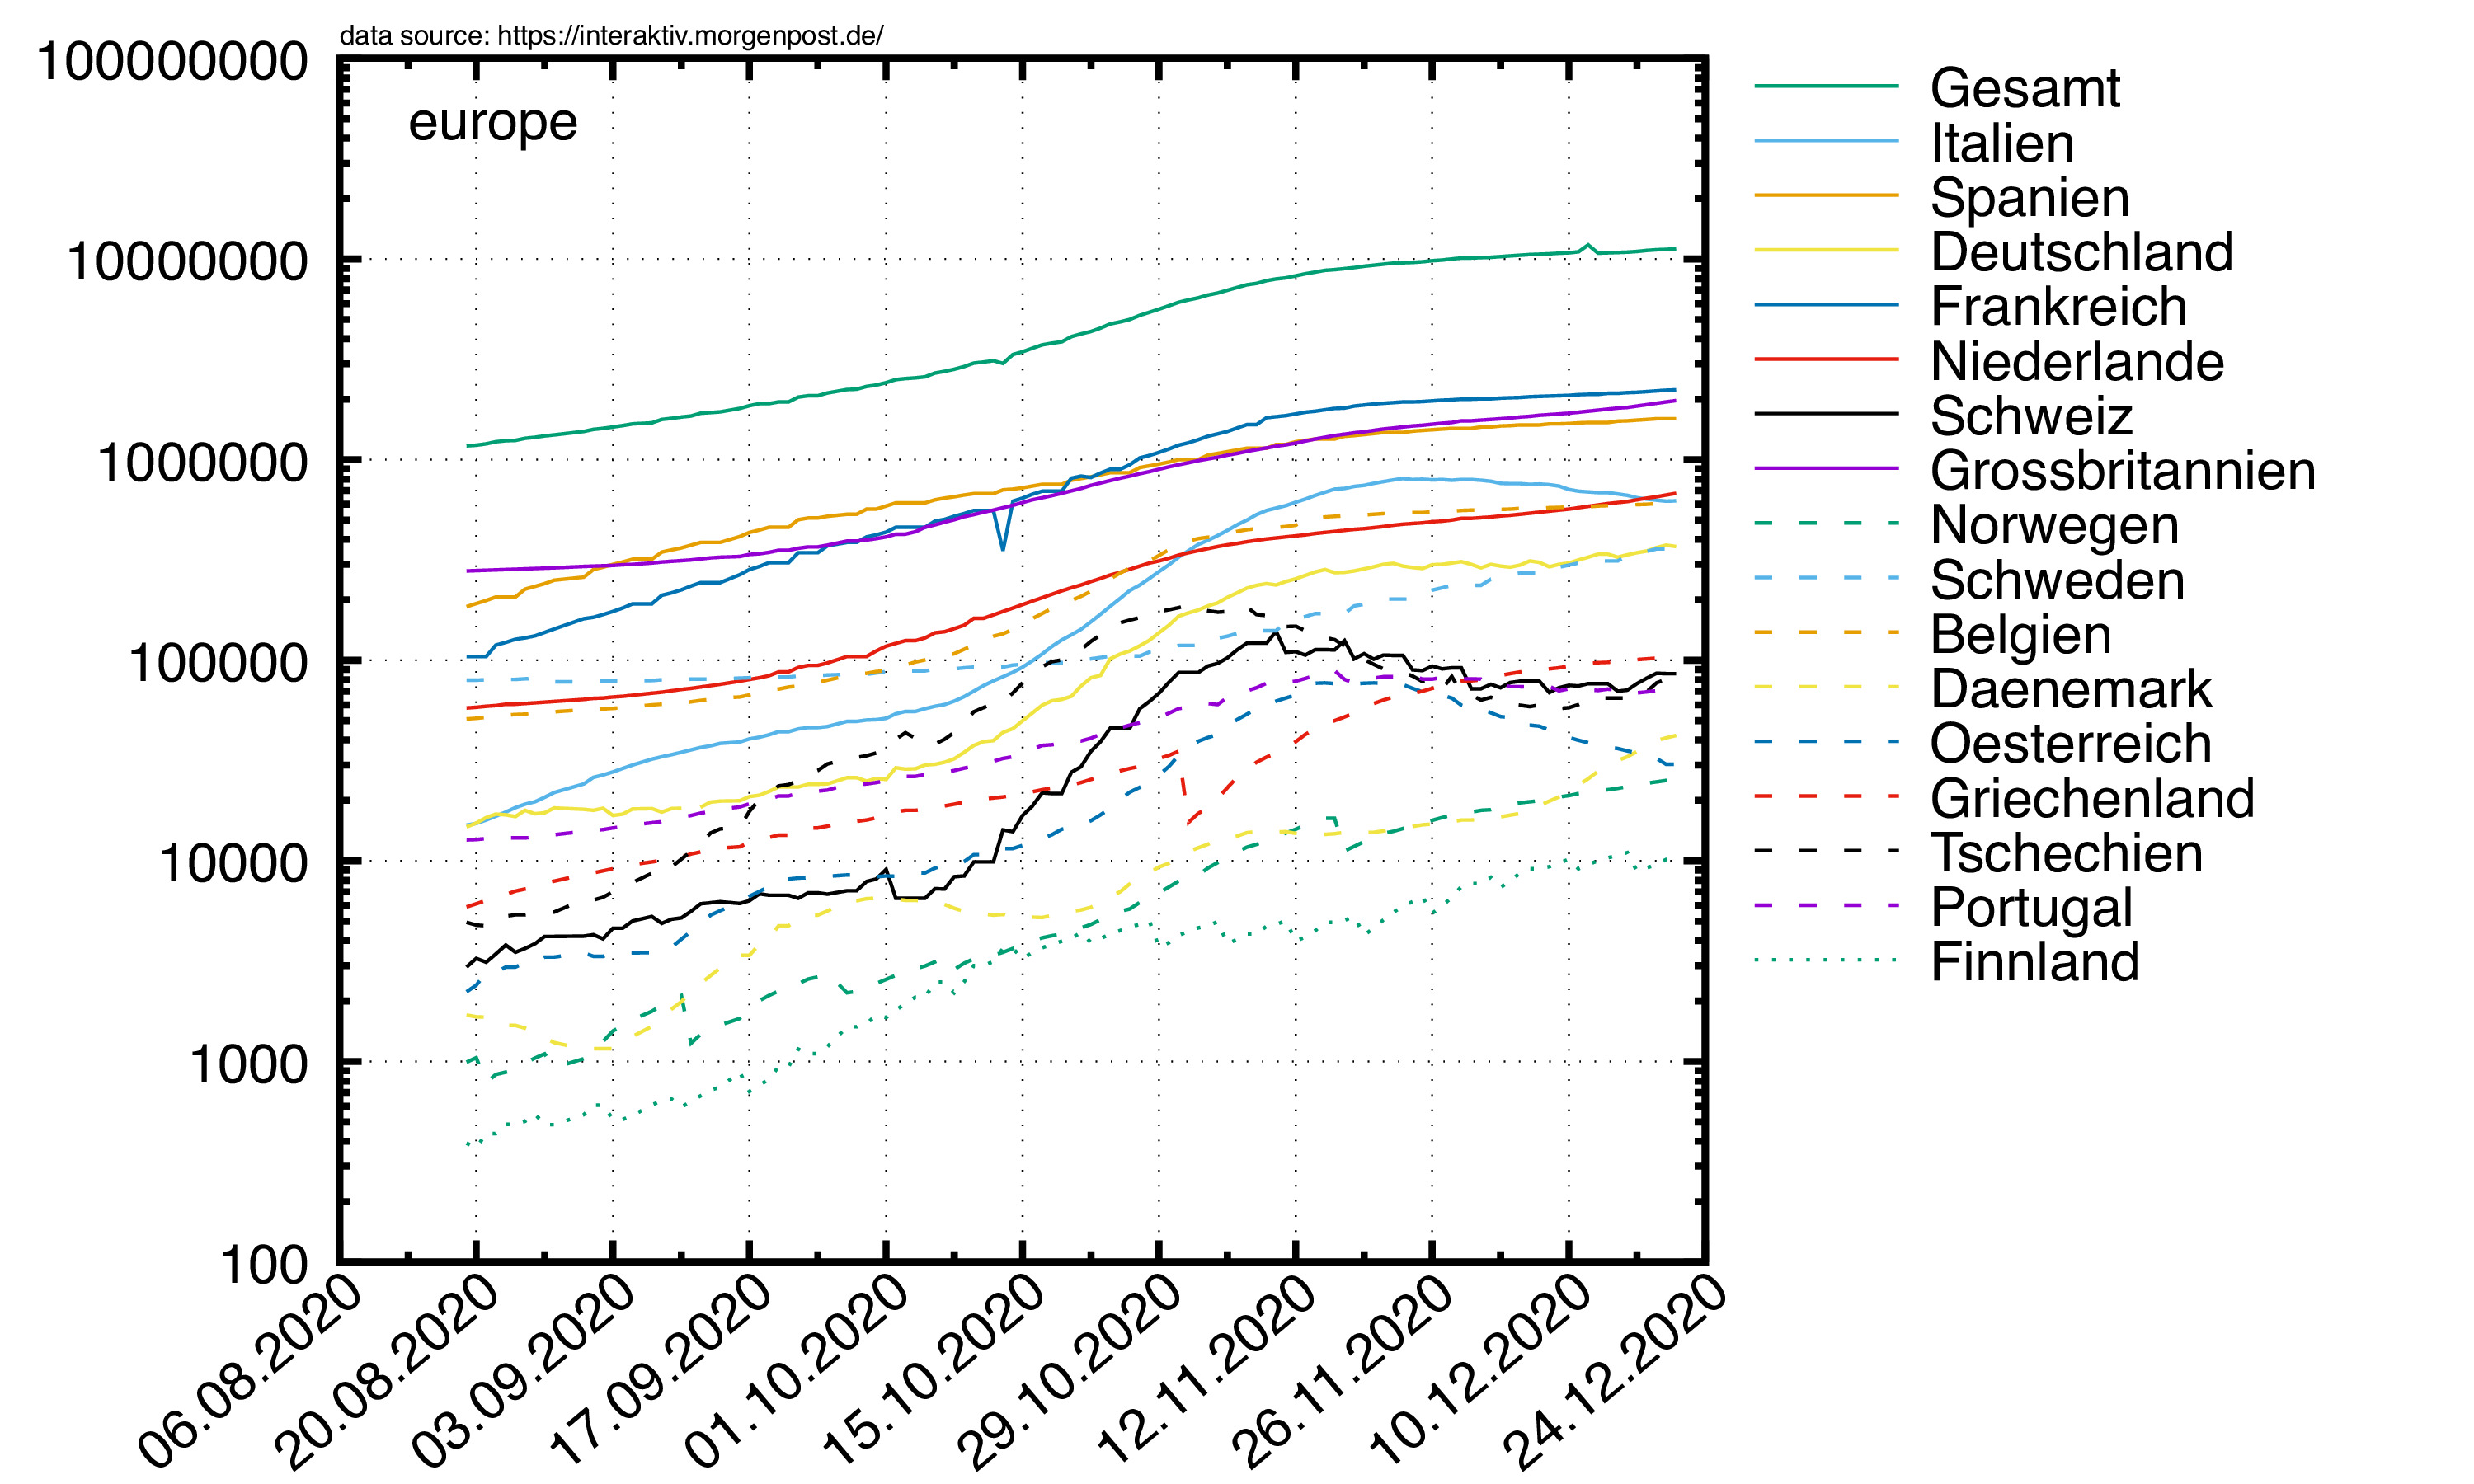 data source: https://interaktiv.morgenpost.de/
europe
100000000
10000000
1000000
100000
10000
1000
100
06.08.2020
20.08.2020
03.09.2020
17.09.2020
01.10.2020
15.10.2020
29.10.2020
12.11.2020
26.11.2020
10.12.2020
24.12.2020
Gesamt
Italien
Spanien
Deutschland
Frankreich
Niederlande
Schweiz
Grossbritannien
Norwegen
Schweden
Belgien
Daenemark
Oesterreich
Griechenland
Tschechien
Portugal
Finnland